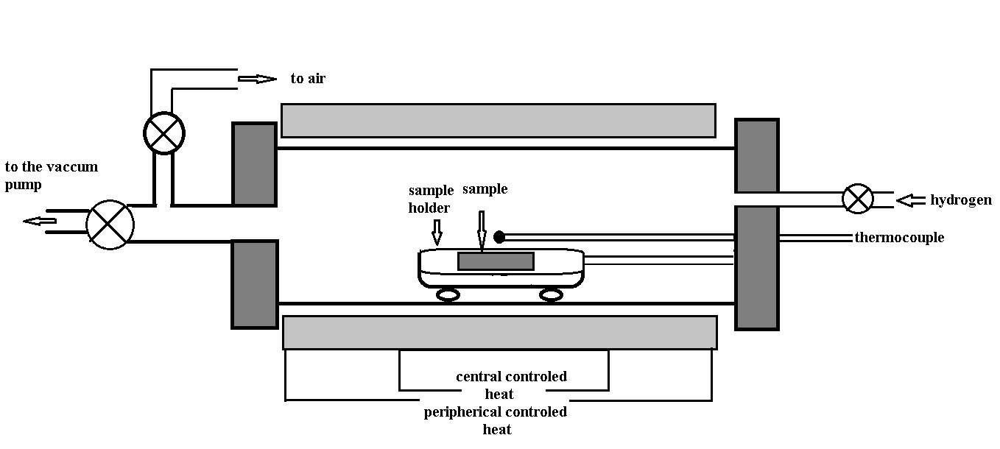 to air
to the vaccum
pump
sample
holder
sample
hydrogen
thermocouple
central controled
heat
peripherical controled
heat